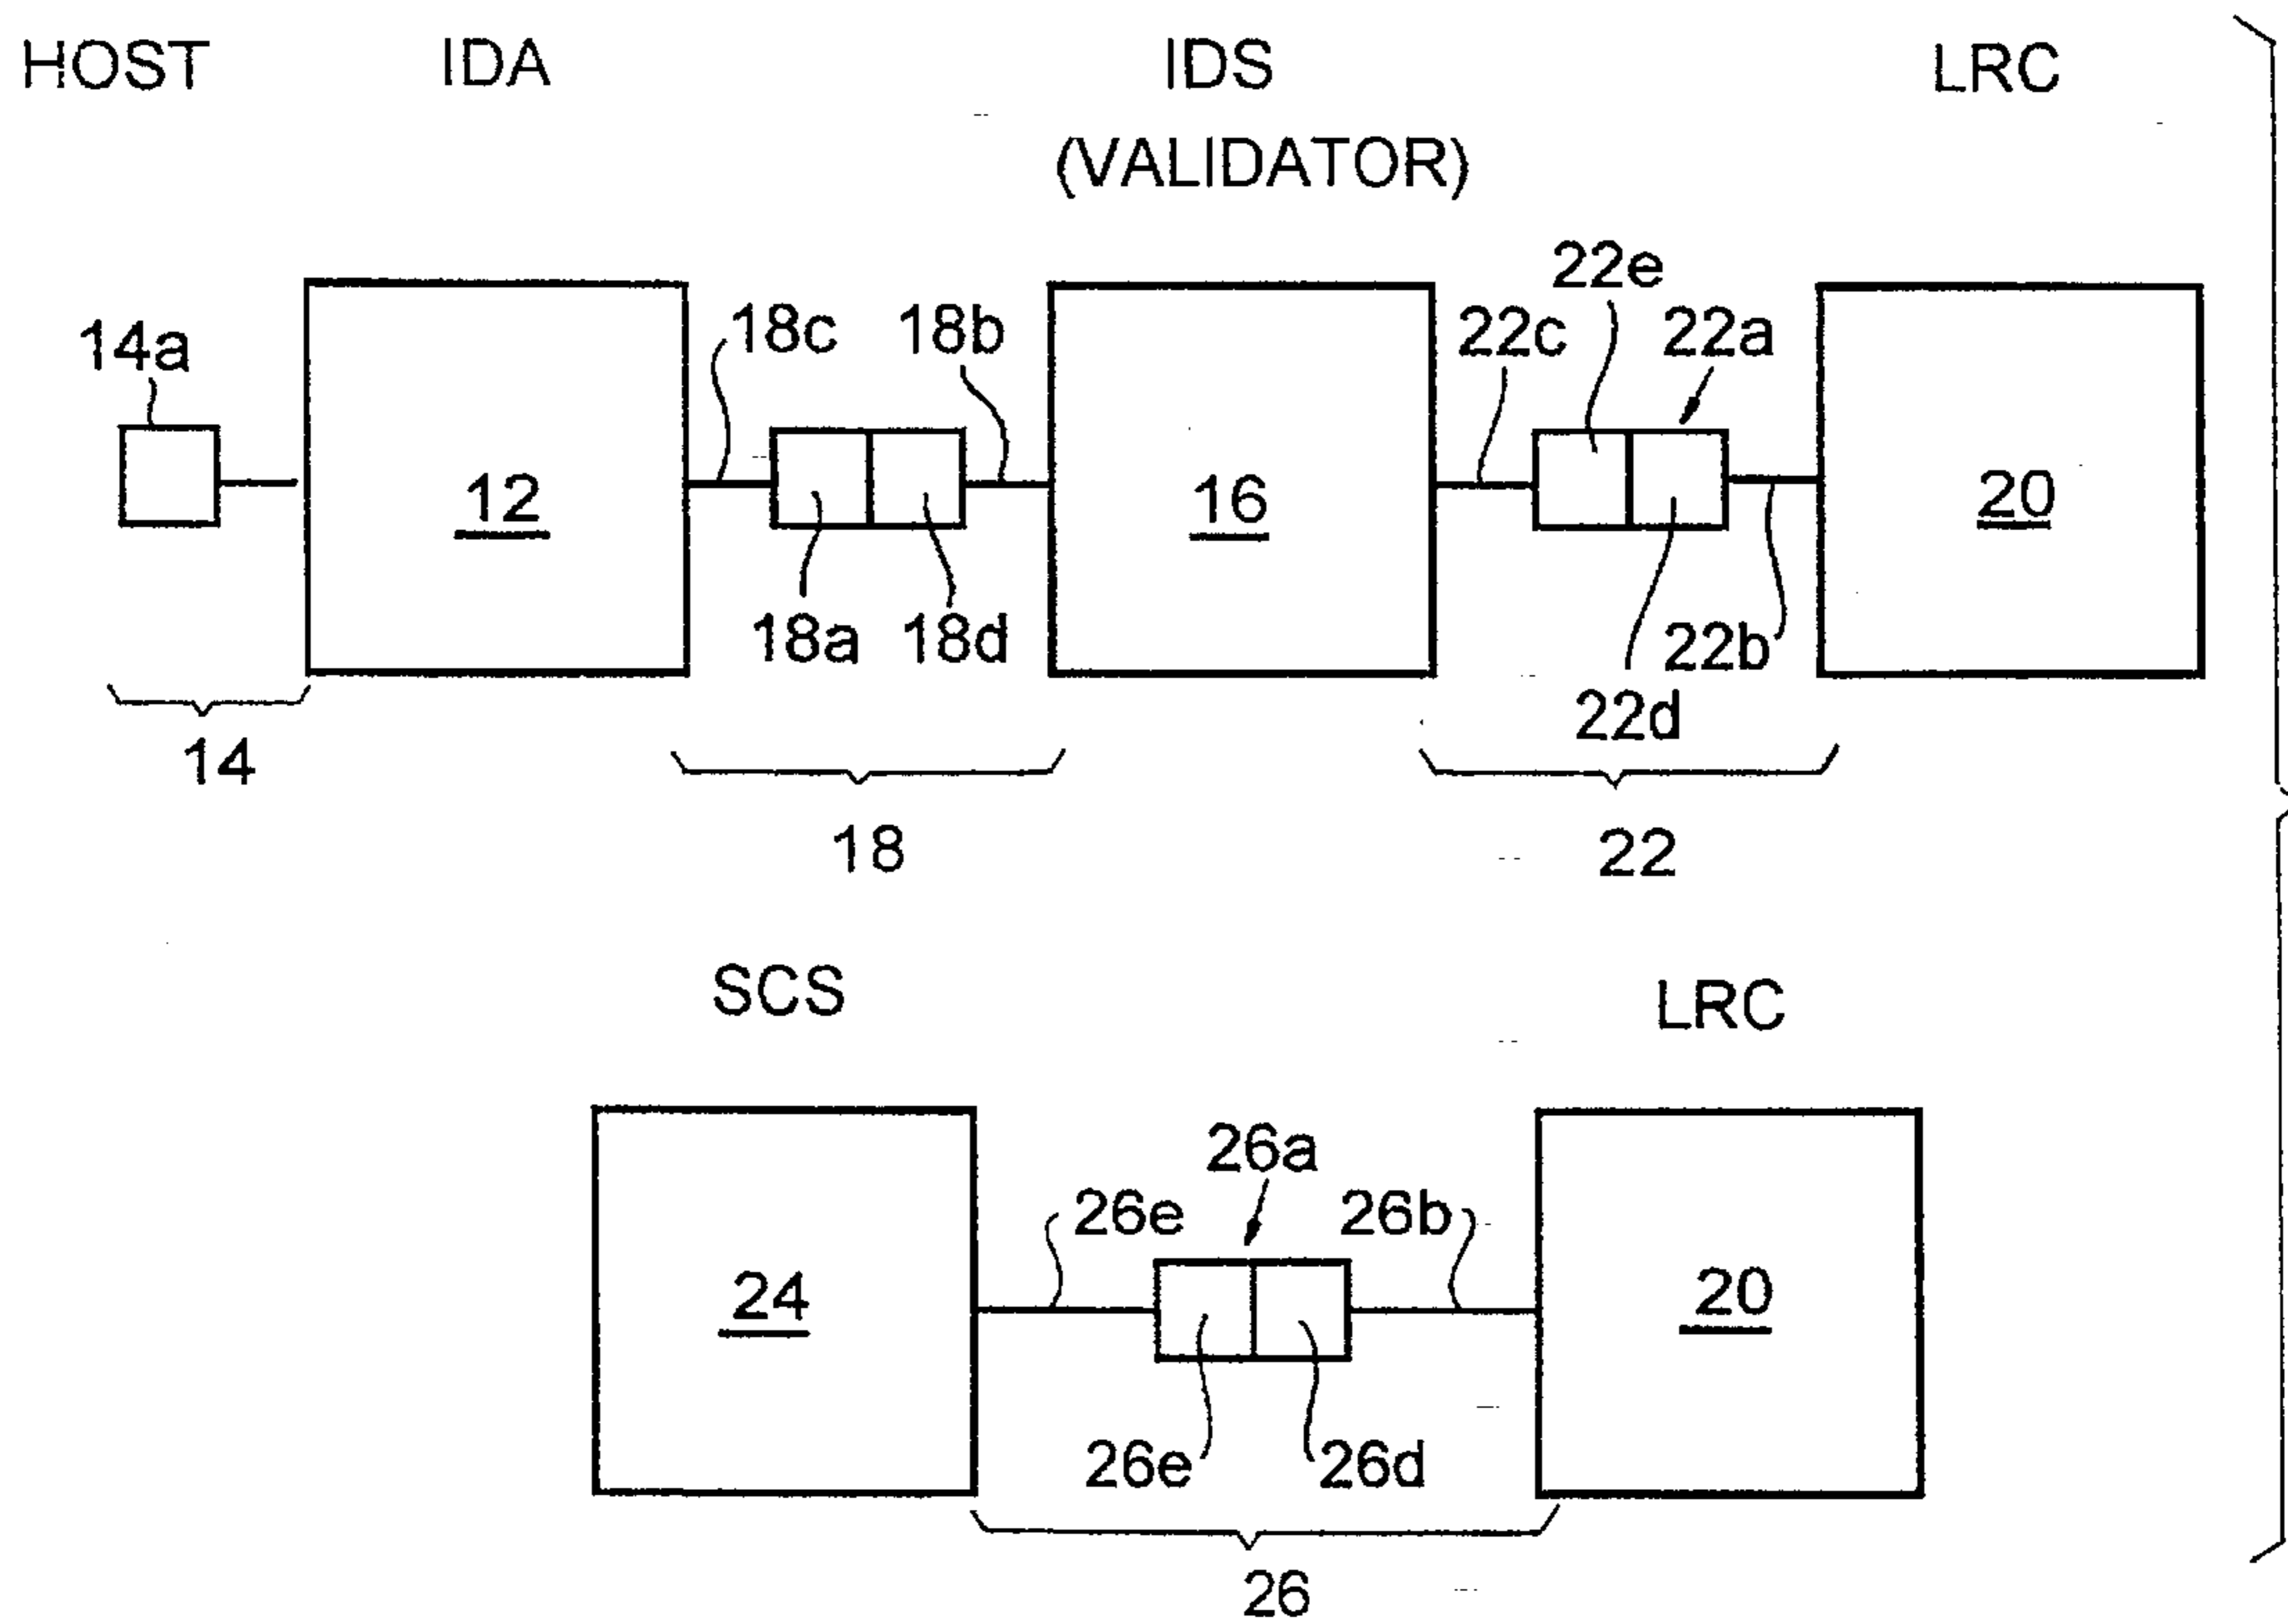 HOST IDA IDS LRC
(VALIDATOR)
22e
14a 18c 18b 22c 22a
12 16 20
18a 18d 22b
22d
14
18 22
SCS LRC
26a
26e 26b
24 20
26e 26d
26